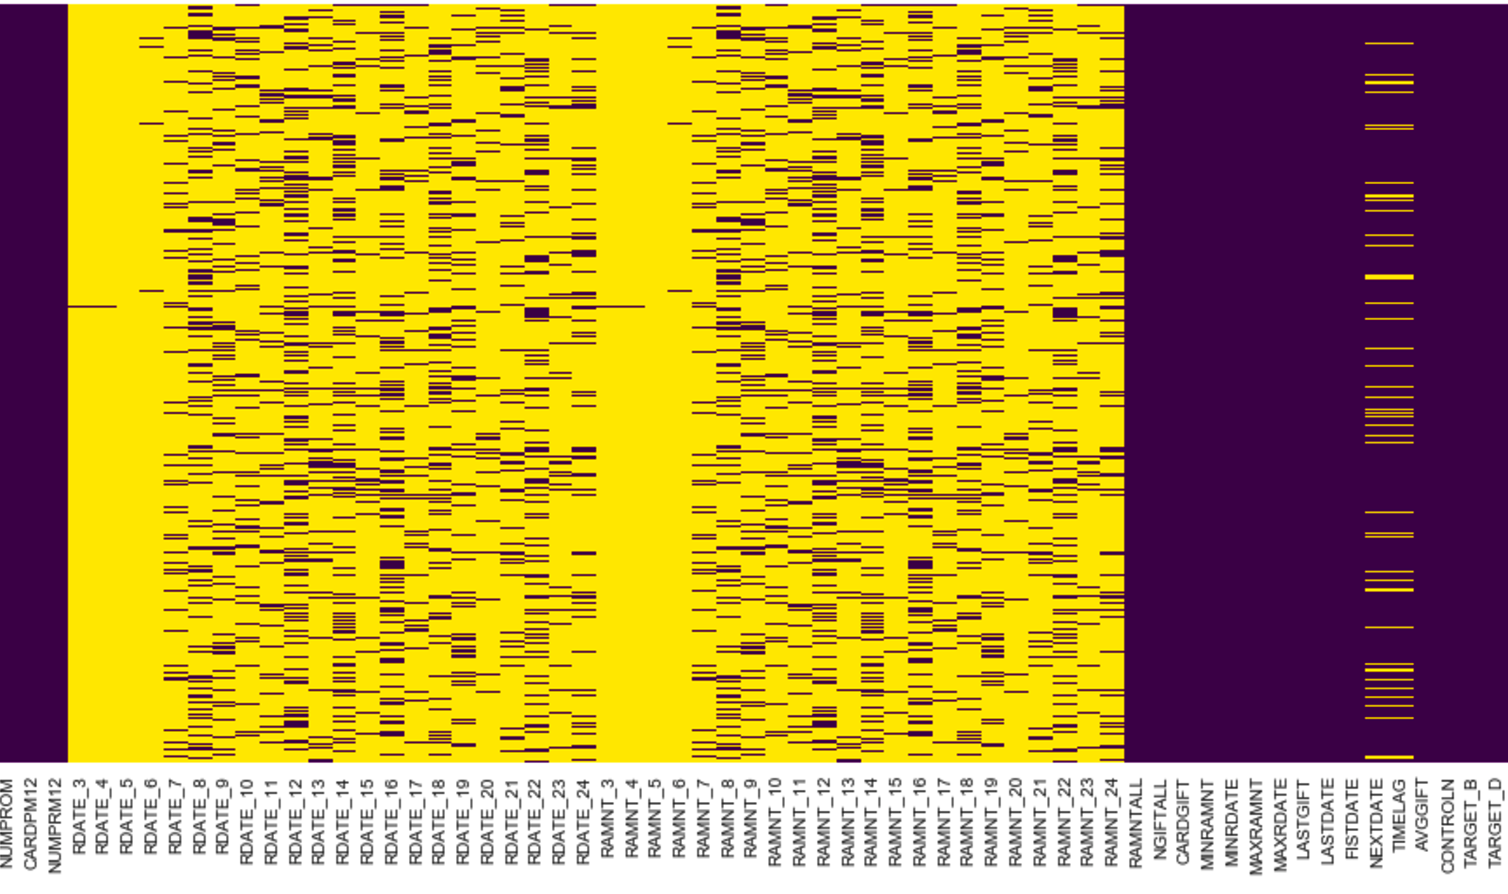 NUMPROM
CARDPM12
NUMPRM12
RDATE_3
RDATE_4
RDATE_5
RDATE_6
RDATE_7
RDATE_8
RDATE_9
RDATE_10
RDATE_11
RDATE_12
RDATE_13
RDATE_14
RDATE_15
RDATE_16
RDATE_17
RDATE_18
RDATE_19
RDATE_20
RDATE_21
RDATE_22
RDATE_23
RDATE_24
RAMNT_3
RAMNT_4
RAMNT_5
RAMNT_6
RAMNT_7
RAMNT_8
RAMNT_9
RAMNT_10
RAMNT_11
RAMNT_12
RAMNT_13
RAMNT_14
RAMNT_15
RAMNT_16
RAMNT_17
RAMNT_18
RAMNT_19
RAMNT_20
RAMNT_21
RAMNT_22
RAMNT_23
RAMNT_24
RAMNTALL
NGIFTALL
CARDGIFT
MINRAMNT
MINRDATE
MAXRAMNT
MAXRDATE
LASTGIFT
LASTDATE
FISTDATE
NEXTDATE
TIMELAG
AVGGIFT
CONTROLN
TARGET_B
TARGET_D